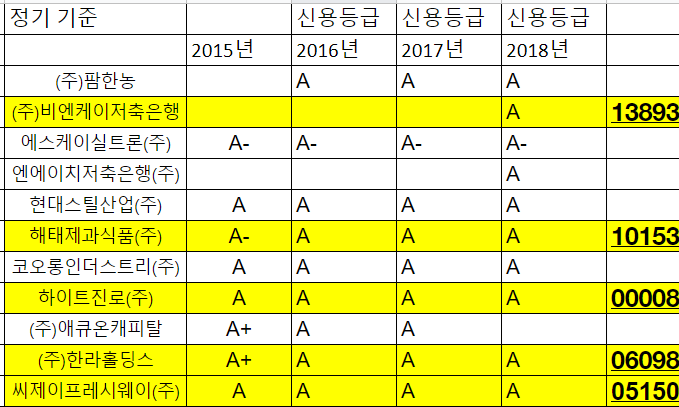 정기 기준 신용등급 신용등급 신용등급
2015년 2016년 2017년 2018년
(주)팜한농 A A A
(주)비엔케이저축은행 A 13893
에스케이실트론(주) A- A- A- A-
엔에이치저축은행(주) A
현대스틸산업(주) A A A A
해태제과식품(주) A- A A A 10153
코오롱인더스트리(주) A A A A
하이트진로(주) A A A A 00008
(주)애큐온캐피탈 A+ A A
(주)한라홀딩스 A+ A A A 06098
씨제이프레시웨이(주) A A A A 05150